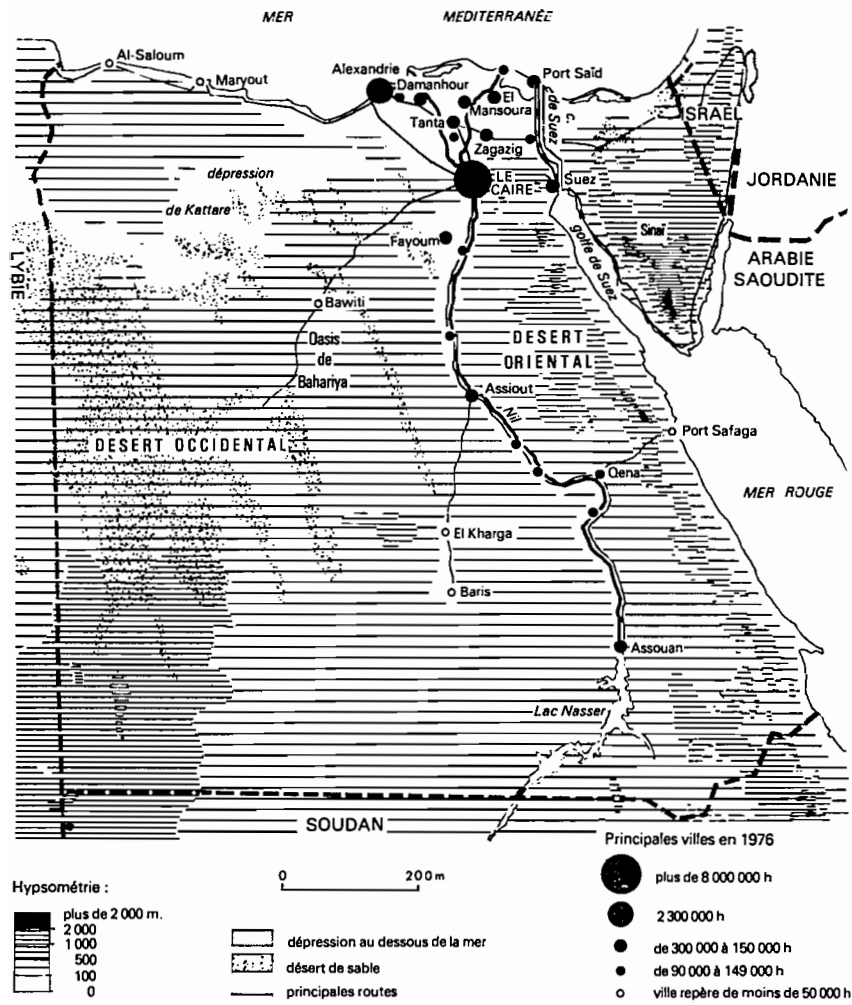 MER MEDITERRANÉE
Al-Saloum
Maryout
Alexandrie
Damanhour
Port Saïd
El
Mansoura
c.
de Suez
Tanta
Zagazig
ISRAEL
LE
CAIRE
Suez
JORDANIE
dépression
de Kattare
Sinaï
Fayoum
golfe de Suez
ARABIE
SAOUDITE
LYBIE
Bawiti
Oasis
de
Bahariya
DESERT
ORIENTAL
Assiout
Nil
Port Safaga
DESERT OCCIDENTAL
Qena
MER ROUGE
El Kharga
Baris
Assouan
Lac Nasser
SOUDAN
Principales villes en 1976
plus de 8 000 000 h
2 300 000 h
de 300 000 à 150 000 h
de 90 000 à 149 000 h
ville repère de moins de 50 000 h
0 200 m
Hypsométrie :
plus de 2 000 m.
2 000
1 000
500
100
0
dépression au dessous de la mer
désert de sable
principales routes